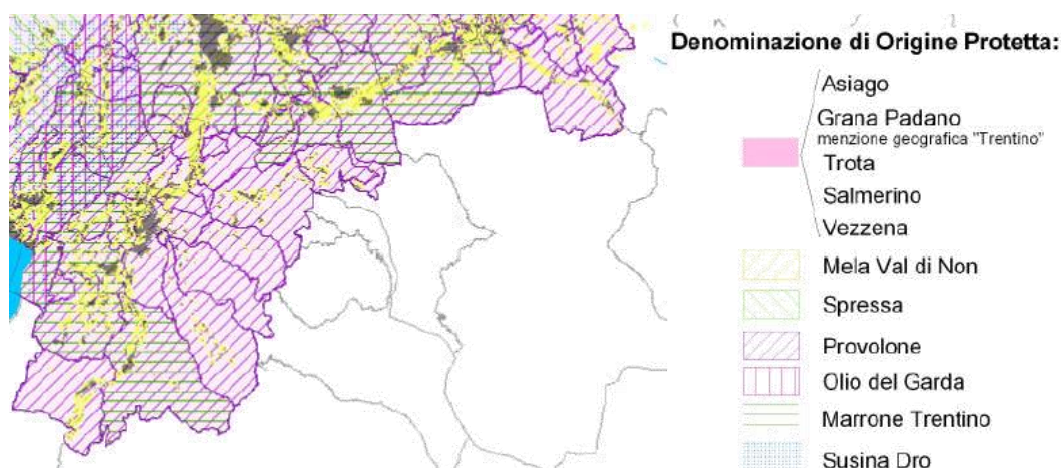 Denominazione di Origine Protetta:
Asiago
Grana Padano
menzione geografica "Trentino"
Trota
Salmerino
Vezzena
Mela Val di Non
Spressa
Provolone
Olio del Garda
Marrone Trentino
Susina Dro